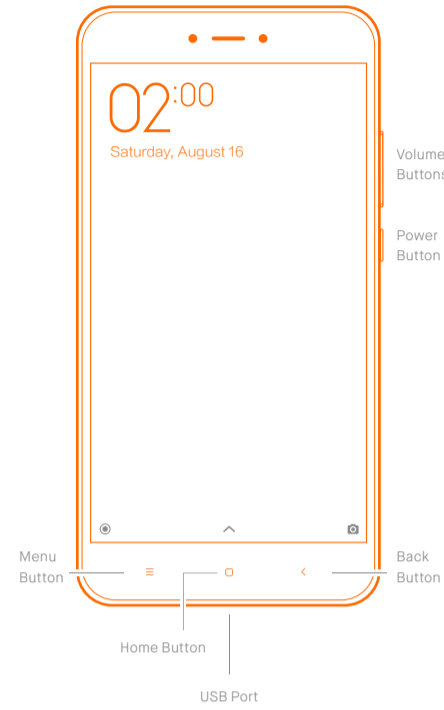 02:00
Saturday, August 16
Volume
Buttons
Power
Button
Menu
Button
Back
Button
Home Button
USB Port